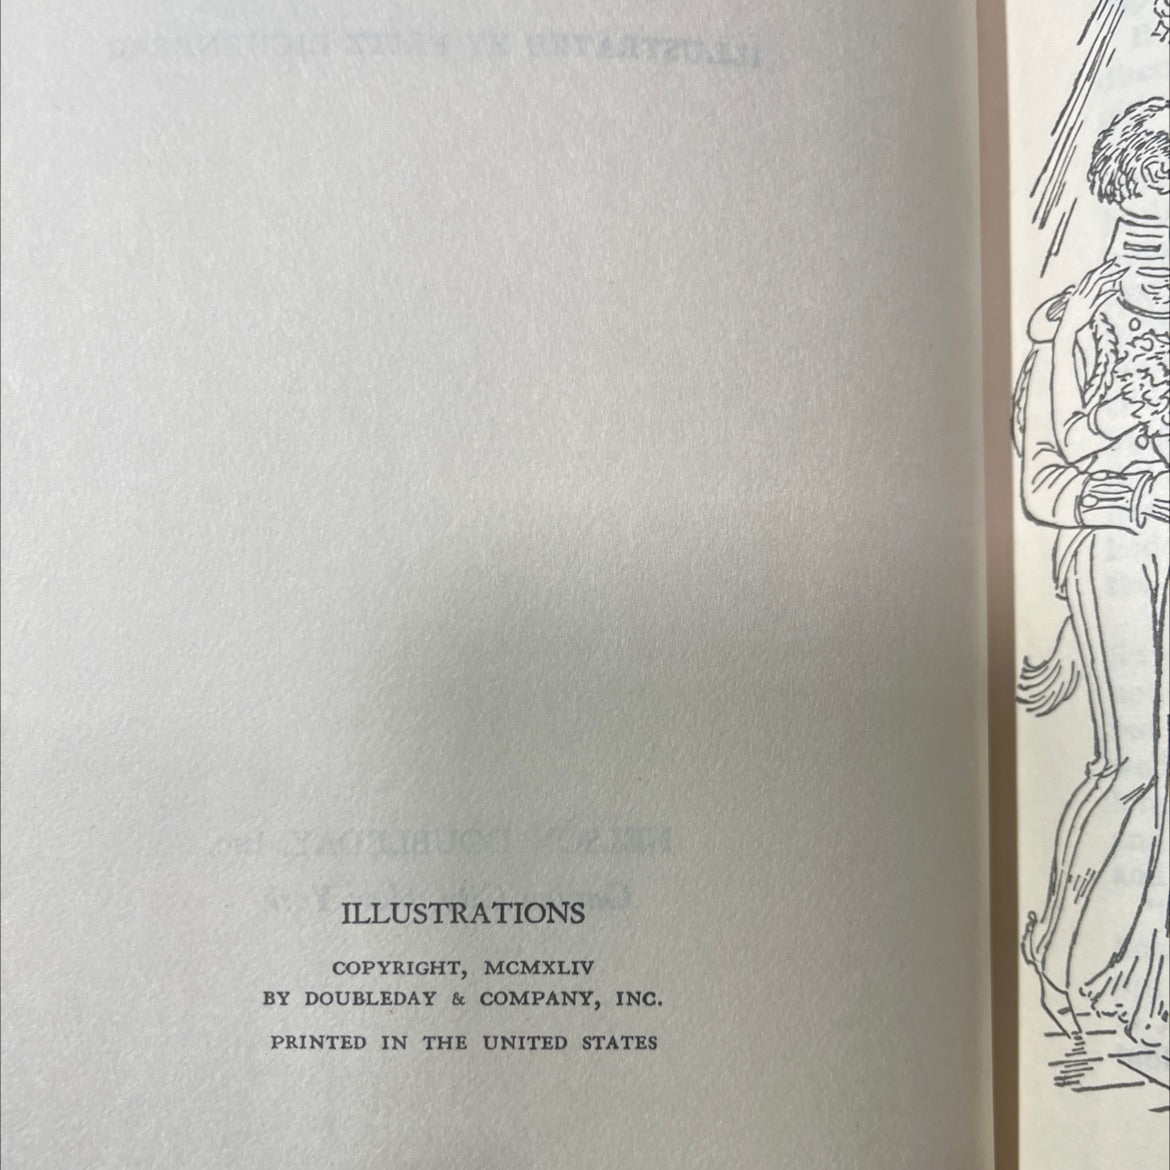 ILLUSTRATIONS
COPYRIGHT, MCMXLIV
BY DOUBLEDAY & COMPANY, INC.
PRINTED IN THE UNITED STATES